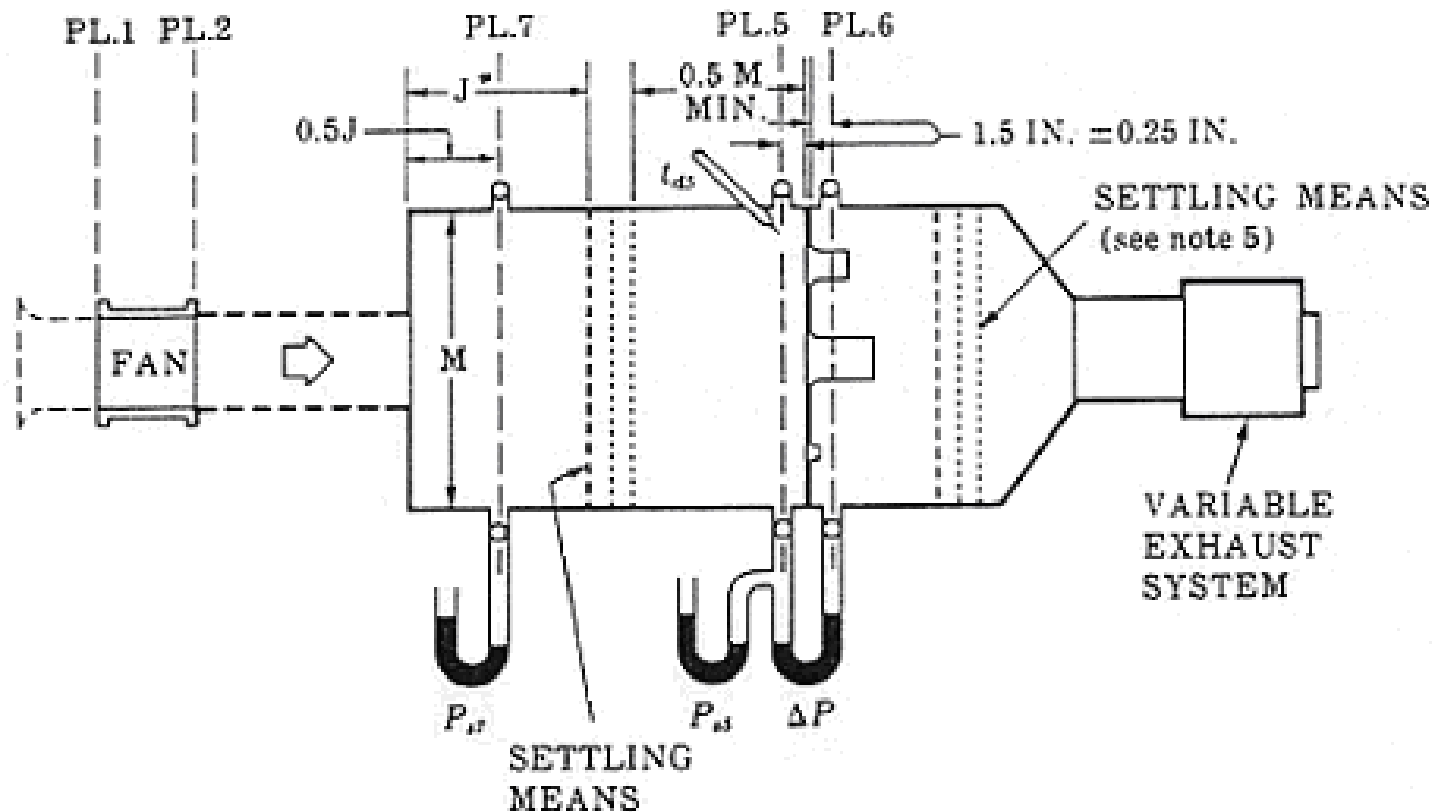 PL.1 PL.2 PL.7 PL.5 PL.6
J* 0.5 M
MIN.
0.5J 1.5 IN. ±0.25 IN.
SETTLING MEANS
(see note 5)
FAN M
VARIABLE
EXHAUST
SYSTEM
ΔP
SETTLING
MEANS